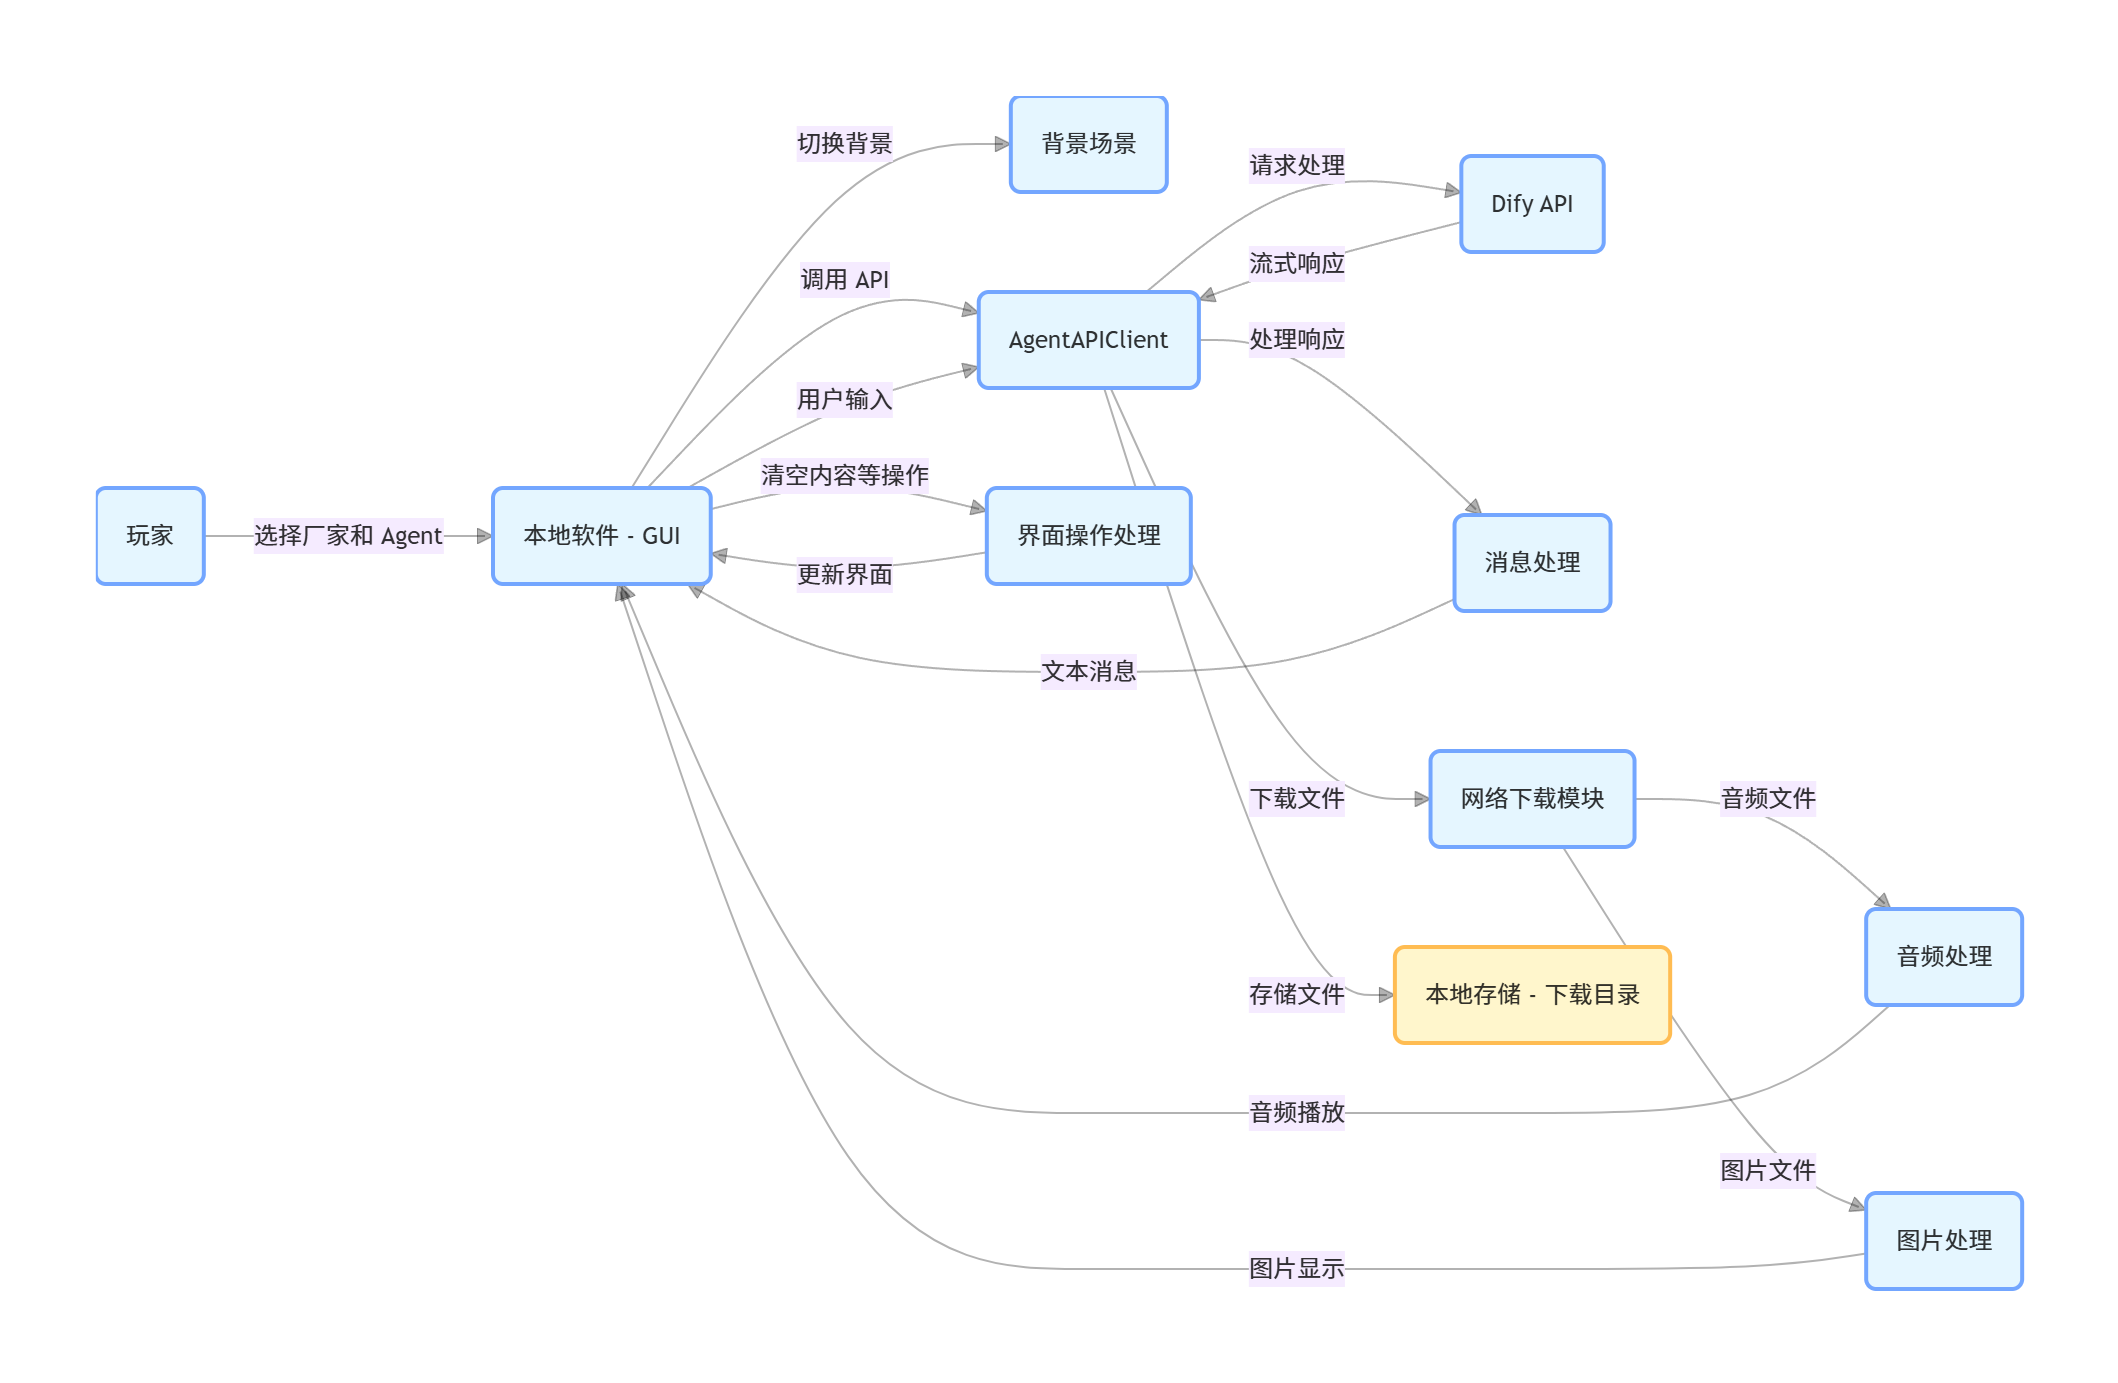 切换背景
背景场景
请求处理
Dify API
流式响应
调用 API
AgentAPIClient
处理响应
用户输入
清空内容等操作
玩家
选择厂家和 Agent
本地软件 - GUI
界面操作处理
消息处理
更新界面
文本消息
下载文件
网络下载模块
音频文件
音频处理
存储文件
本地存储 - 下载目录
音频播放
图片文件
图片处理
图片显示